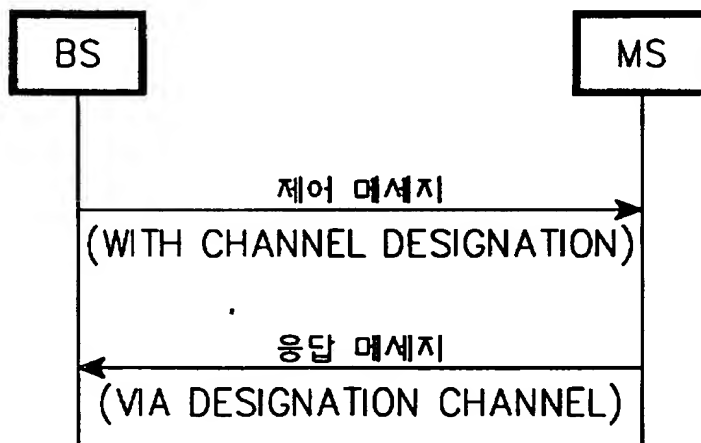 BS
MS
제어 메세지
(WITH CHANNEL DESIGNATION)
응답 메세지
(VIA DESIGNATION CHANNEL)